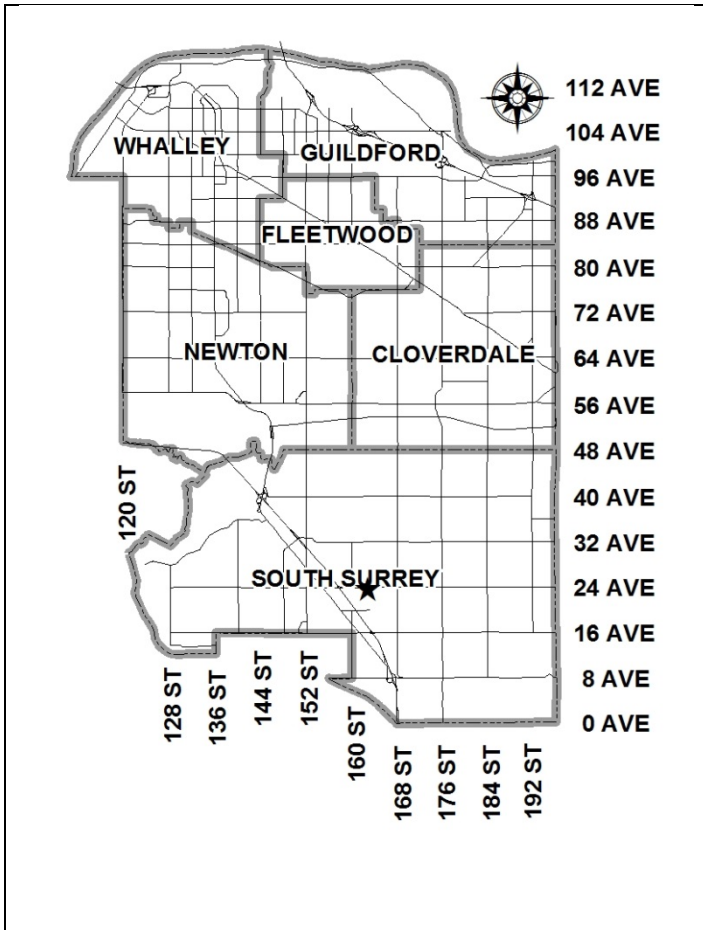 112 AVE
104 AVE
WHALLEY
GUILDFORD
96 AVE
88 AVE
FLEETWOOD
80 AVE
72 AVE
NEWTON
CLOVERDALE
64 AVE
56 AVE
48 AVE
120 ST
40 AVE
32 AVE
SOUTH SURREY
24 AVE
16 AVE
8 AVE
0 AVE
128 ST
136 ST
144 ST
152 ST
160 ST
168 ST
176 ST
184 ST
192 ST